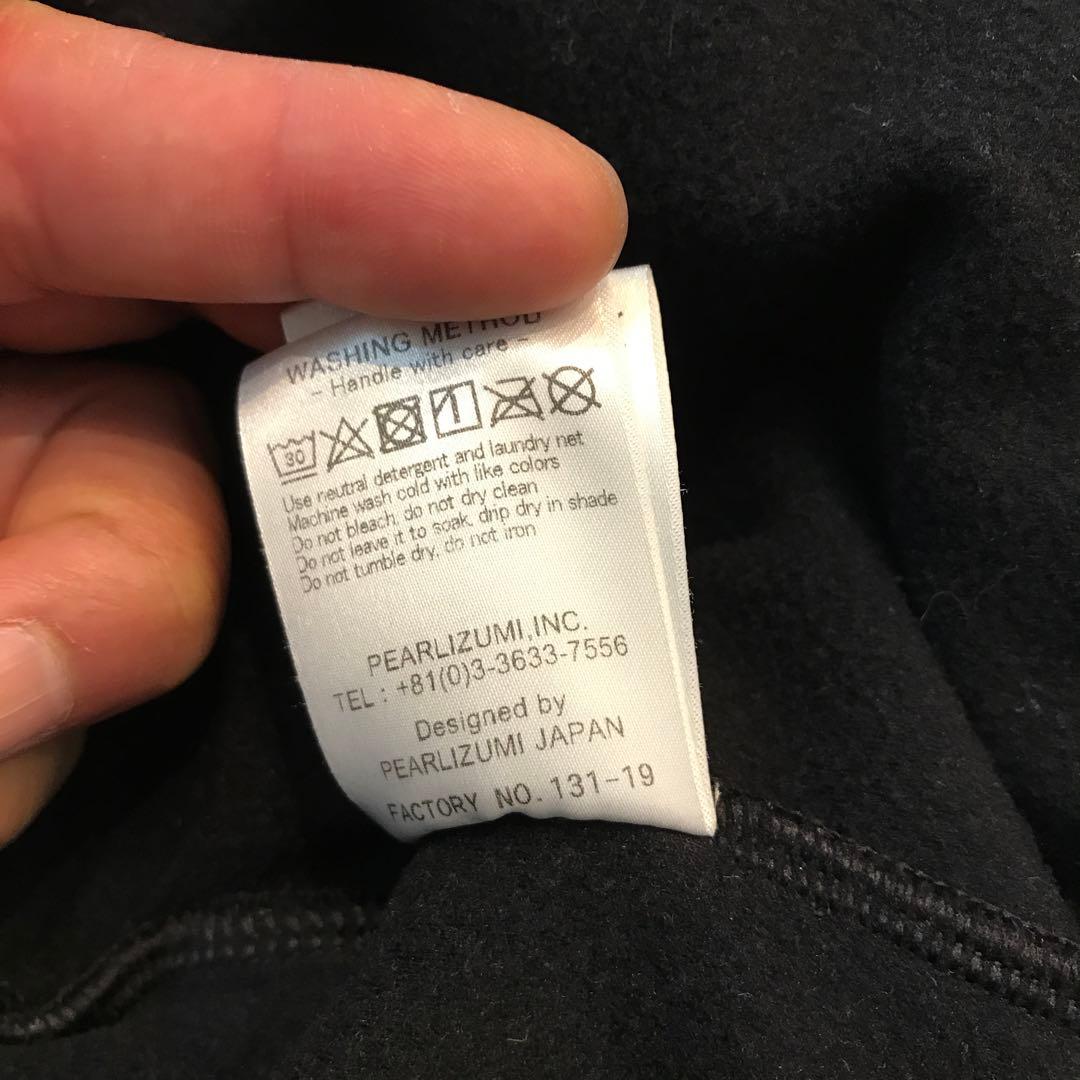 WASHING METHOD
- Handle with care -
30
Use neutral detergent and laundry net
Machine wash cold with like colors
Do not bleach, do not dry clean
Do not leave it to soak, drip dry in shade
Do not tumble dry, do not iron
PEARLIZUMI,INC.
TEL : +81(0)3-3633-7556
Designed by
PEARLIZUMI JAPAN
FACTORY NO. 131-19